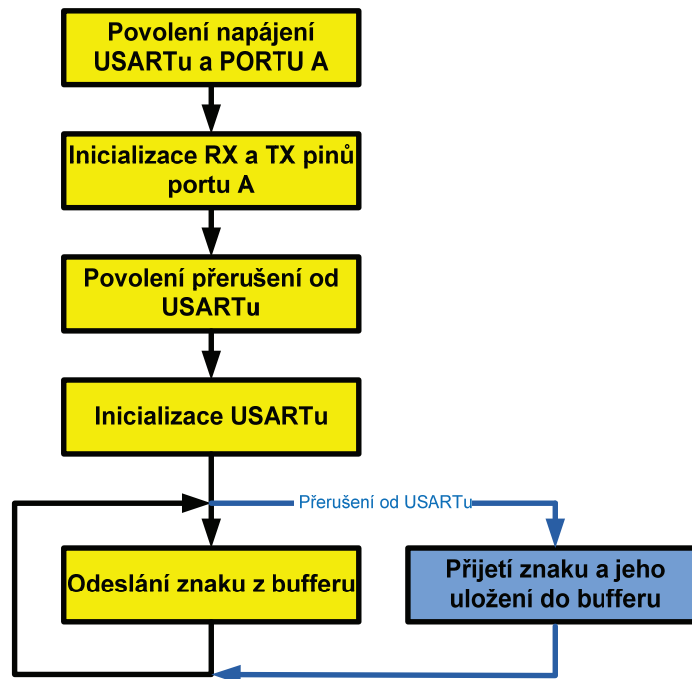 Povolení napájení
USARTu a PORTU A
Inicializace RX a TX pinů
portu A
Povolení přerušení od
USARTu
Inicializace USARTu
Přerušení od USARTu
Odeslání znaku z bufferu
Přijetí znaku a jeho
uložení do bufferu